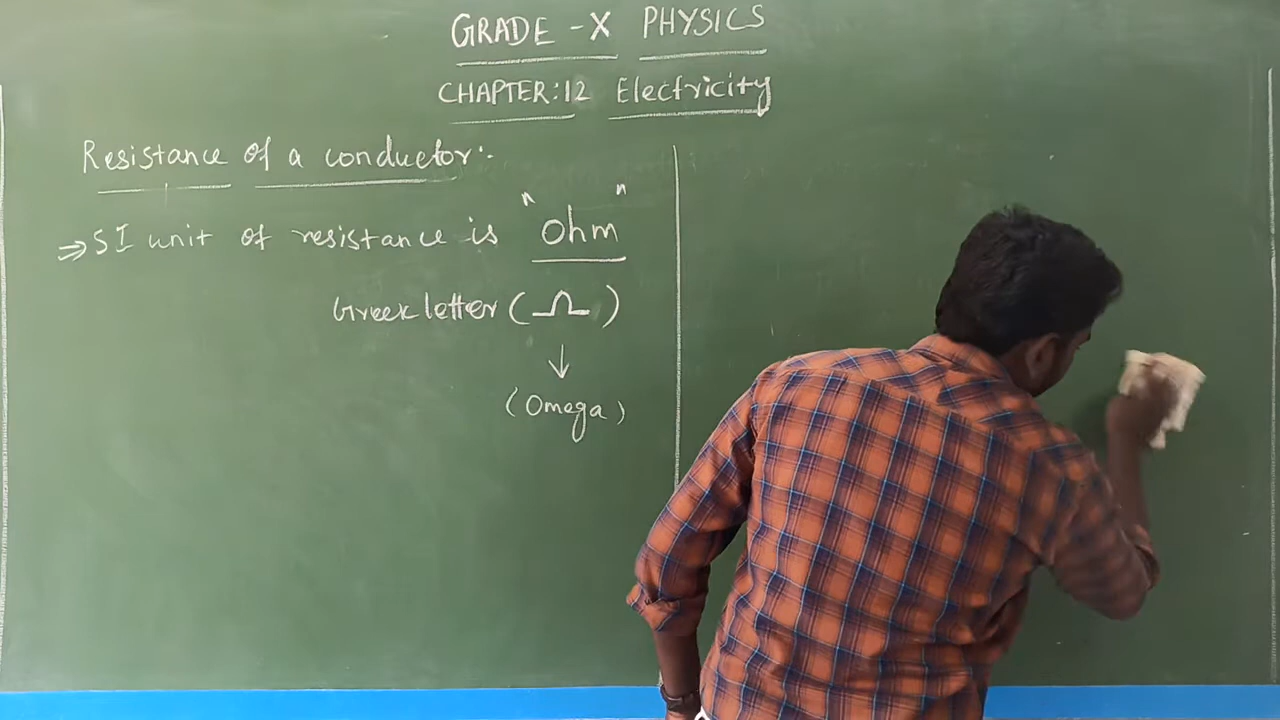 GRADE -X PHYSICS
CHAPTER:12 Electricity
Resistance of a conductor:-
⇒ SI unit of resistance is "ohm"
Greek letter (Ω)
↓
(Omega)